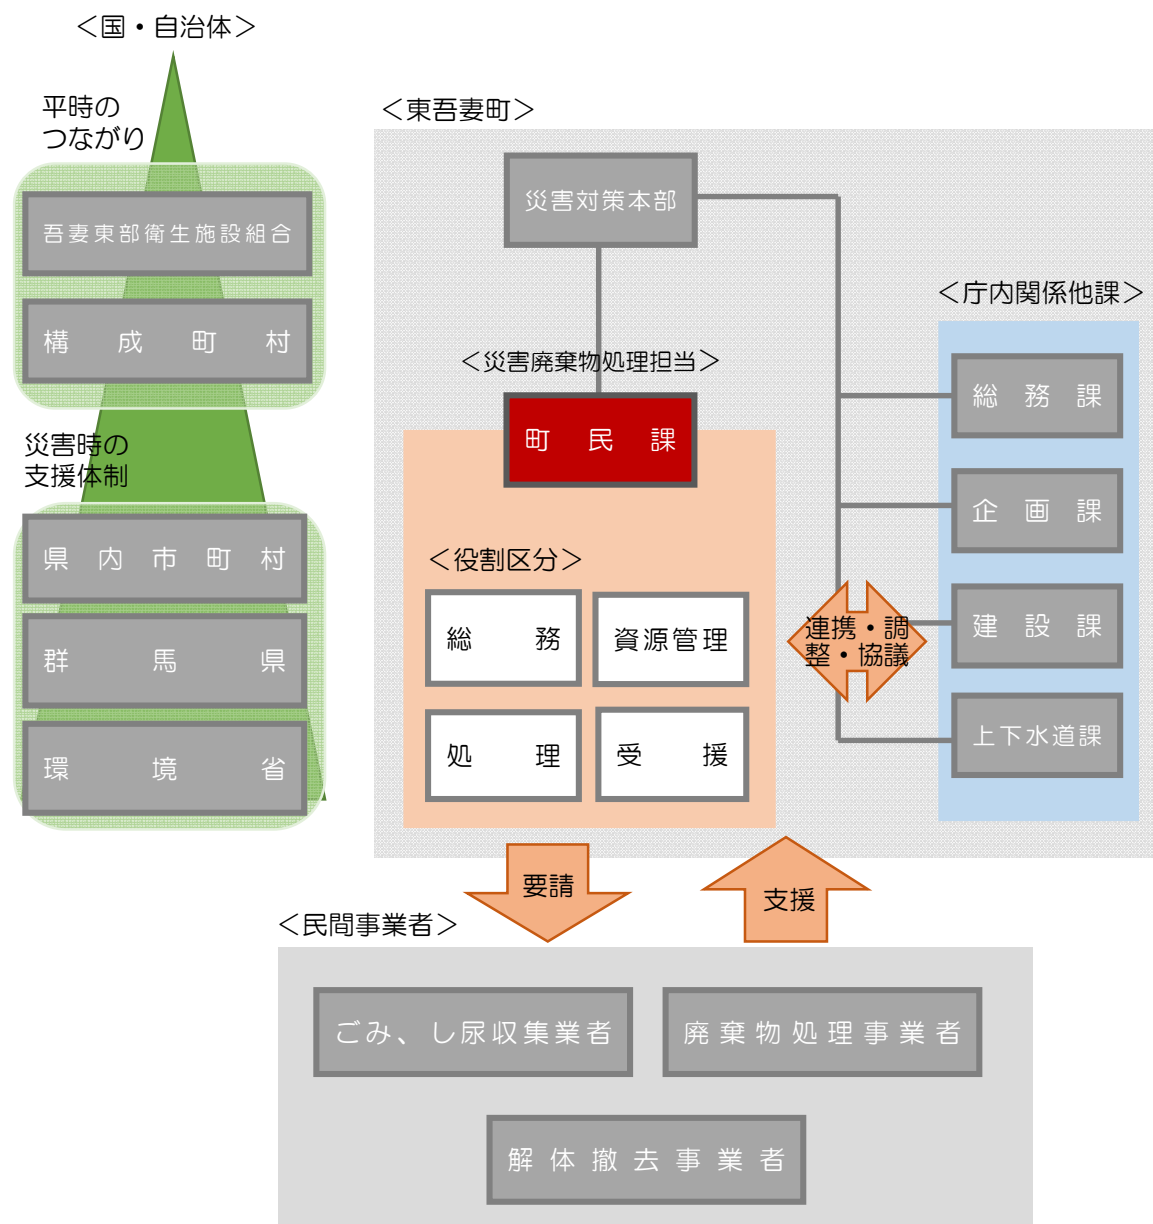 ＜国・自治体＞
平時の
つながり
吾妻東部衛生施設組合
構成町村
災害時の
支援体制
県内市町村
群馬県
環境省
＜東吾妻町＞
災害対策本部
＜災害廃棄物処理担当＞
町民課
＜役割区分＞
総務
資源管理
処理
受援
連携・調
整・協議
＜庁内関係他課＞
総務課
企画課
建設課
上下水道課
要請
支援
＜民間事業者＞
ごみ、し尿収集業者
廃棄物処理事業者
解体撤去事業者